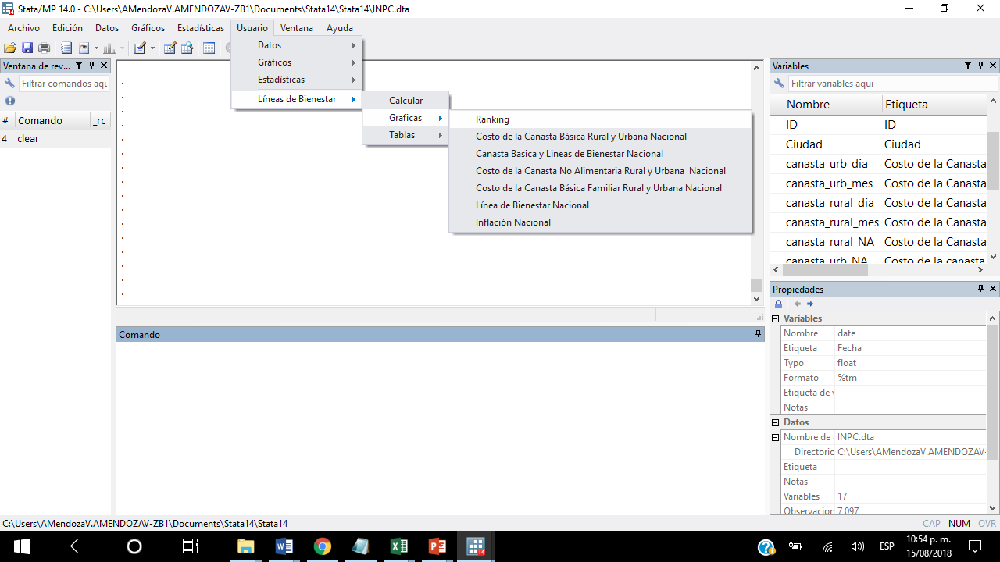 Stata/MP 14.0 - C:\Users\AMendozaV.AMENDOZAV-ZB1\Documents\Stata14\Stata14\INPC.dta
Archivo Edición Datos Gráficos Estadísticas Usuario Ventana Ayuda
Datos
Gráficos
Estadísticas
Líneas de Bienestar
Calcular
Graficas
Tablas
Ranking
Costo de la Canasta Básica Rural y Urbana Nacional
Canasta Basica y Lineas de Bienestar Nacional
Costo de la Canasta No Alimentaria Rural y Urbana Nacional
Costo de la Canasta Básica Familiar Rural y Urbana Nacional
Línea de Bienestar Nacional
Inflación Nacional
Ventana de rev...
Filtrar comandos aqu
# Comando _rc
4 clear
Comando
Variables
Filtrar variables aqui
Nombre Etiqueta
ID ID
Ciudad Ciudad
canasta_urb_dia Costo de la Canasta
canasta_urb_mes Costo de la Canasta
canasta_rural_dia Costo de la Canasta
canasta_rural_mes Costo de la Canasta
canasta_rural_NA Costo de la Canasta
canasta_urb_NA Costo de la canasta
Propiedades
Variables
Nombre date
Etiqueta Fecha
Typo float
Formato %tm
Etiqueta de v
Notas
Datos
Nombre de INPC.dta
Directoric C:\Users\AMendozaV.AMENDOZAV-
Etiqueta
Notas
Variables 17
Observacion 7,097
C:\Users\AMendozaV.AMENDOZAV-ZB1\Documents\Stata14\Stata14
CAP NUM OVR
14
ESP
10:54 p. m.
15/08/2018